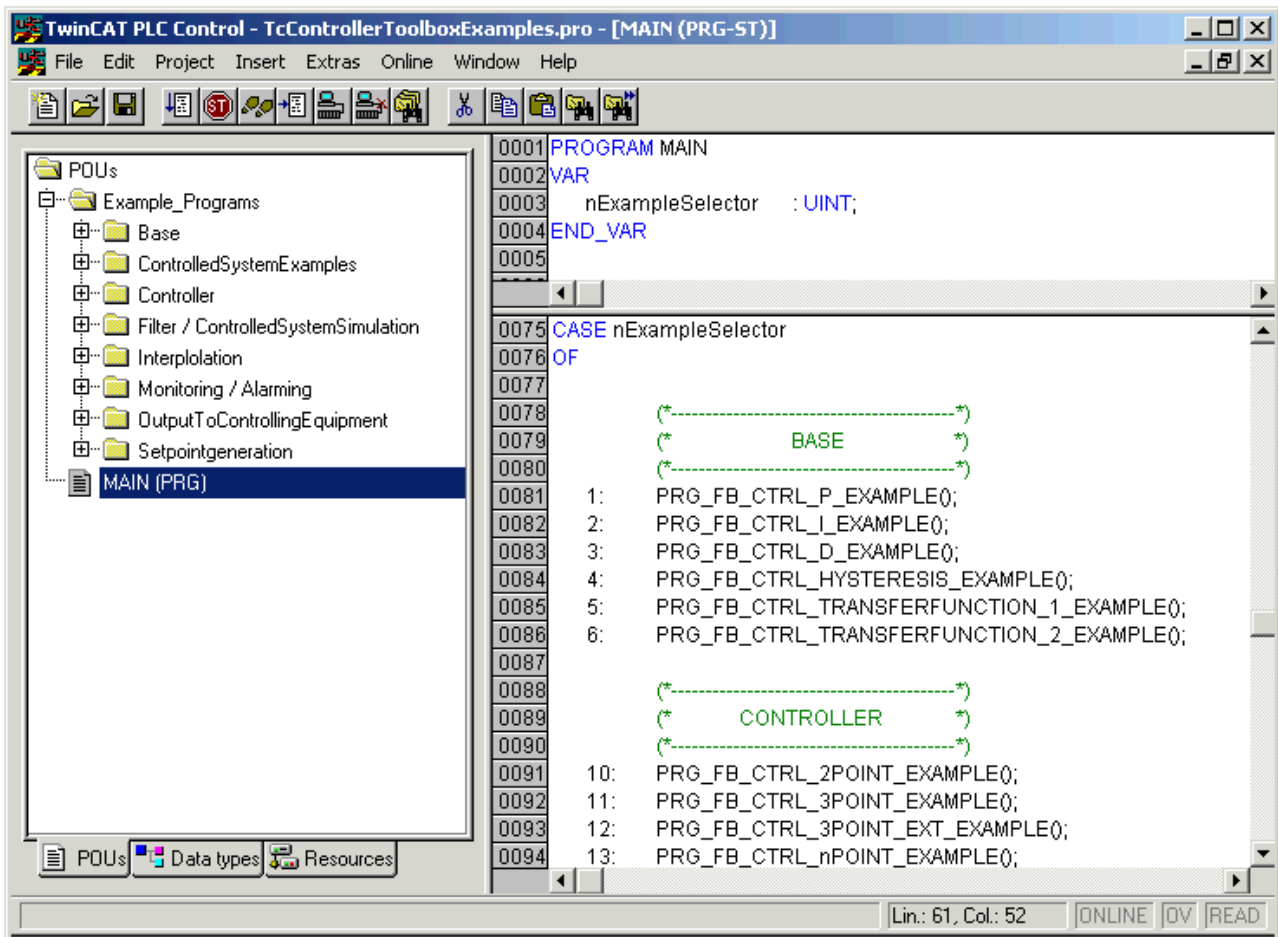 TwinCAT PLC Control - TcControllerToolboxExamples.pro - [MAIN (PRG-ST)]
File Edit Project Insert Extras Online Window Help
POUs
Example_Programs
Base
ControlledSystemExamples
Controller
Filter / ControlledSystemSimulation
Interplolation
Monitoring / Alarming
OutputToControllingEquipment
Setpointgeneration
MAIN (PRG)
POUs Data types Resources
0001 PROGRAM MAIN
0002 VAR
0003 nExampleSelector : UINT;
0004 END_VAR
0005
0075 CASE nExampleSelector
0076 OF
0077
0078 (*-----------------------------------------*)
0079 (* BASE *)
0080 (*-----------------------------------------*)
0081 1: PRG_FB_CTRL_P_EXAMPLE();
0082 2: PRG_FB_CTRL_I_EXAMPLE();
0083 3: PRG_FB_CTRL_D_EXAMPLE();
0084 4: PRG_FB_CTRL_HYSTERESIS_EXAMPLE();
0085 5: PRG_FB_CTRL_TRANSFERFUNCTION_1_EXAMPLE();
0086 6: PRG_FB_CTRL_TRANSFERFUNCTION_2_EXAMPLE();
0087
0088 (*-----------------------------------------*)
0089 (* CONTROLLER *)
0090 (*-----------------------------------------*)
0091 10: PRG_FB_CTRL_2POINT_EXAMPLE();
0092 11: PRG_FB_CTRL_3POINT_EXAMPLE();
0093 12: PRG_FB_CTRL_3POINT_EXT_EXAMPLE();
0094 13: PRG_FB_CTRL_nPOINT_EXAMPLE();
Lin.: 61, Col.: 52 ONLINE OV READ